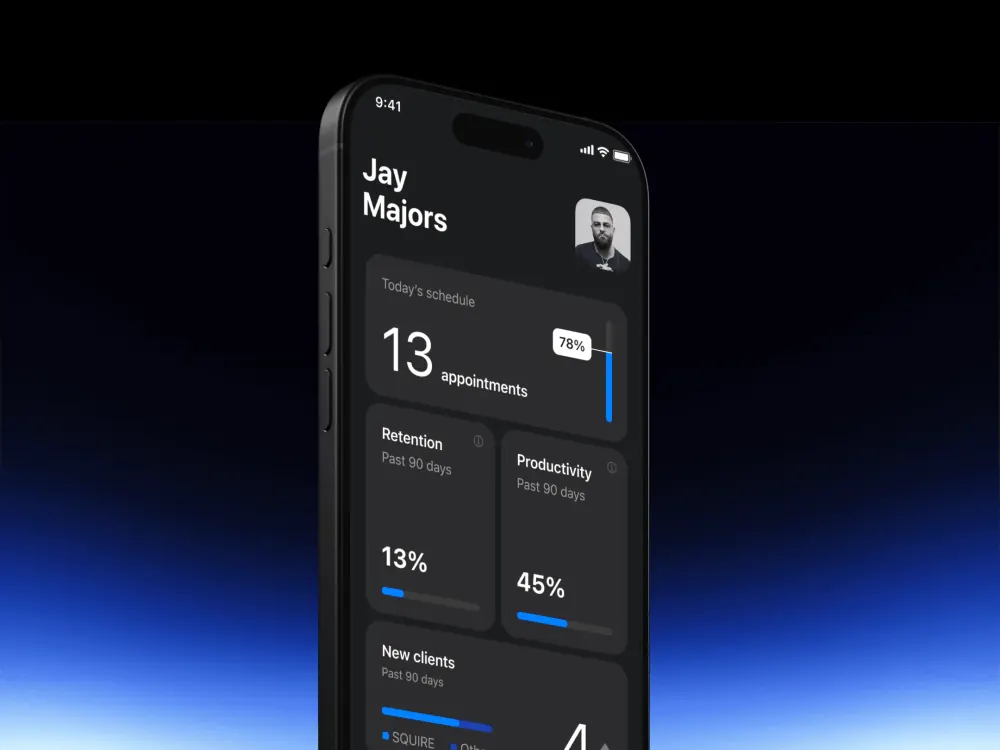 9:41
Jay
Majors
Today's schedule
13 appointments
78%
Retention
Past 90 days
13%
Productivity
Past 90 days
45%
New clients
Past 90 days
4
SQUIRE